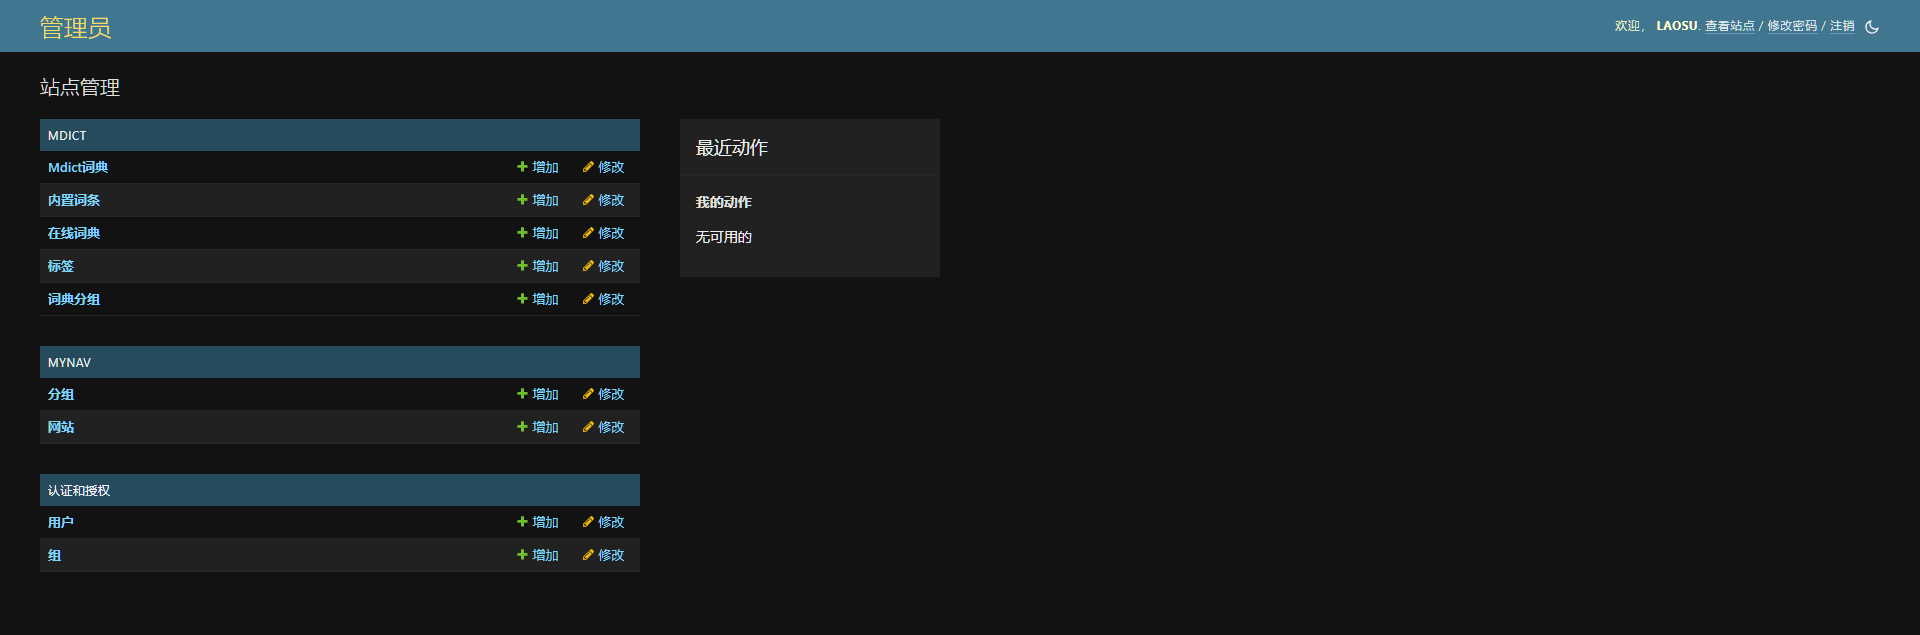 管理员
欢迎， LAOSU. 查看站点 / 修改密码 / 注销
站点管理
MDICT
Mdict词典 增加 修改
内置词条 增加 修改
在线词典 增加 修改
标签 增加 修改
词典分组 增加 修改
MYNAV
分组 增加 修改
网站 增加 修改
认证和授权
用户 增加 修改
组 增加 修改
最近动作
我的动作
无可用的